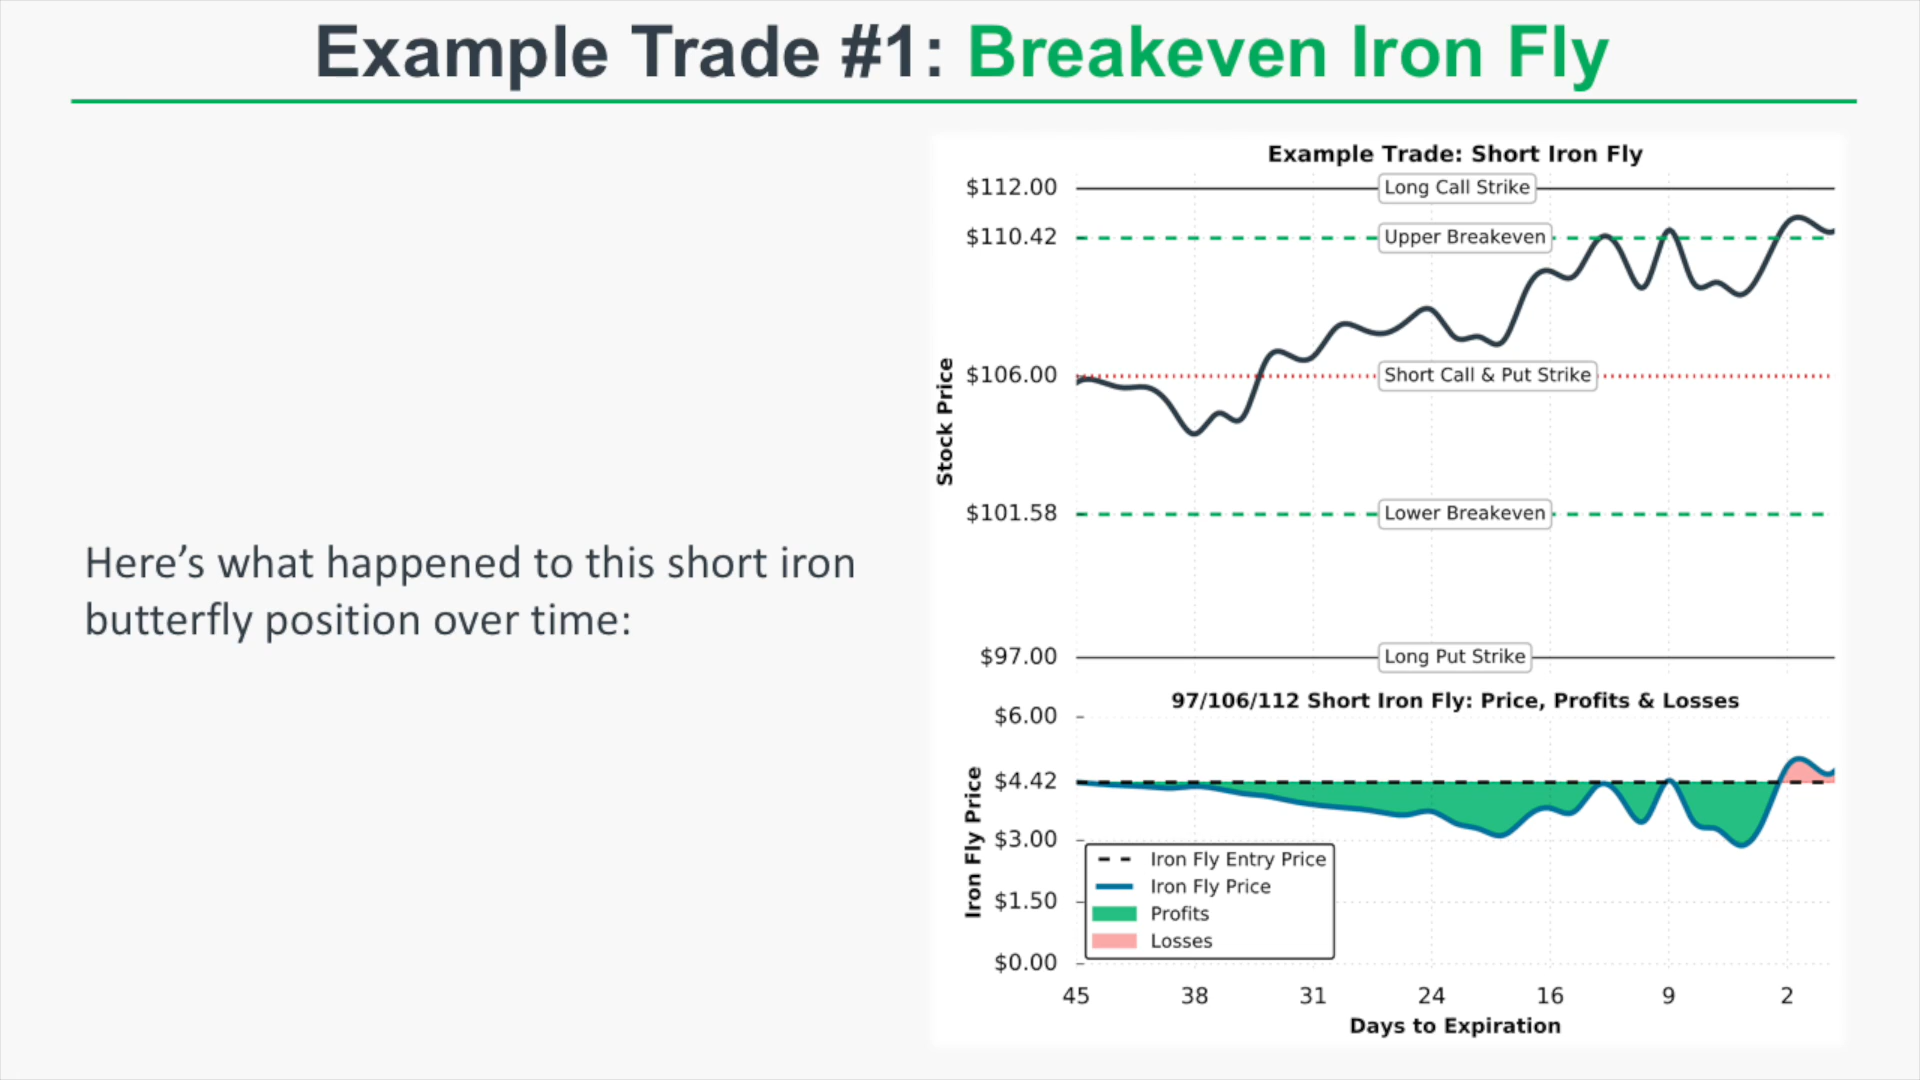 Example Trade #1: Breakeven Iron Fly
Here’s what happened to this short iron
butterfly position over time:
Example Trade: Short Iron Fly
Stock Price
$112.00
Long Call Strike
$110.42
Upper Breakeven
$106.00
Short Call & Put Strike
$101.58
Lower Breakeven
$97.00
Long Put Strike
97/106/112 Short Iron Fly: Price, Profits & Losses
Iron Fly Price
$6.00
$4.42
$3.00
$1.50
$0.00
Iron Fly Entry Price
Iron Fly Price
Profits
Losses
45 38 31 24 16 9 2
Days to Expiration